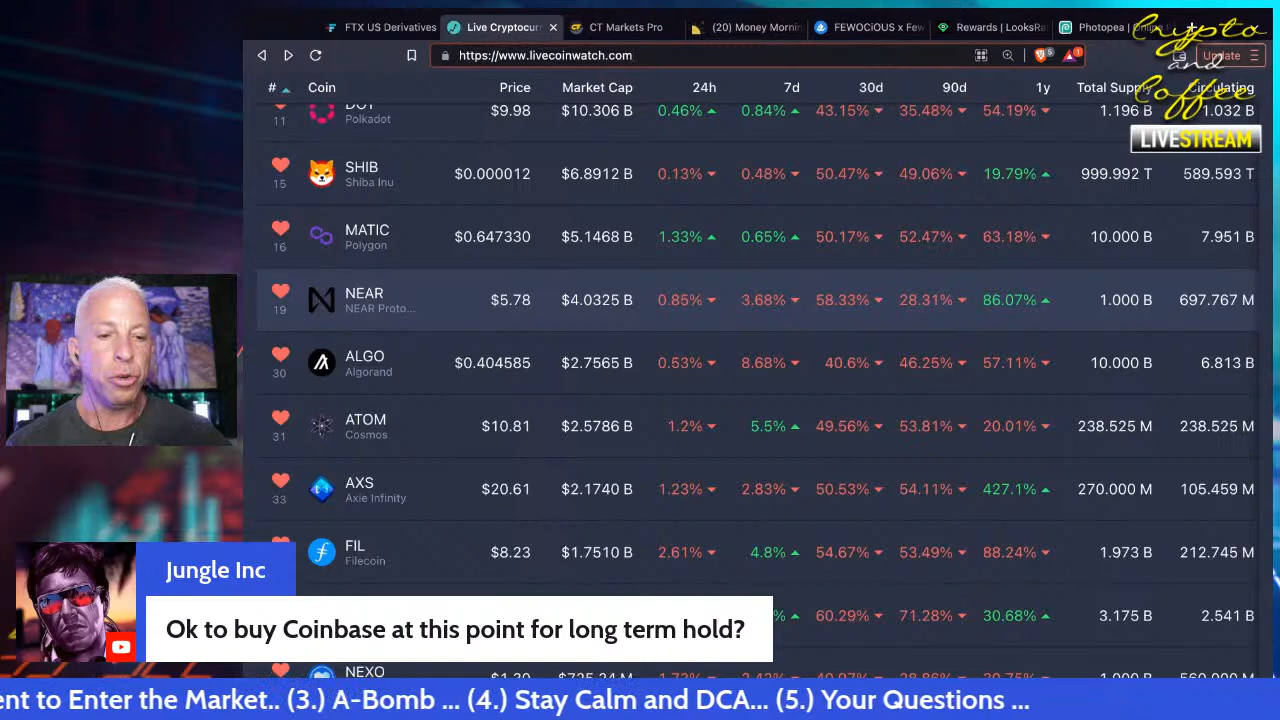 FTX US Derivatives
Live Cryptocurr
CT Markets Pro
(20) Money Mornin
FEWOCiOUS x Few
Rewards | LooksRa
Photopea | Online
Crypto
and
Coffee
LIVESTREAM
https://www.livecoinwatch.com
5
1
Update
# Coin Price Market Cap 24h 7d 30d 90d 1y Total Supply Circulating
11 DOT Polkadot $9.98 $10.306 B 0.46% 0.84% 43.15% 35.48% 54.19% 1.196 B 1.032 B
15 SHIB Shiba Inu $0.000012 $6.8912 B 0.13% 0.48% 50.47% 49.06% 19.79% 999.992 T 589.593 T
16 MATIC Polygon $0.647330 $5.1468 B 1.33% 0.65% 50.17% 52.47% 63.18% 10.000 B 7.951 B
19 NEAR NEAR Proto... $5.78 $4.0325 B 0.85% 3.68% 58.33% 28.31% 86.07% 1.000 B 697.767 M
30 ALGO Algorand $0.404585 $2.7565 B 0.53% 8.68% 40.6% 46.25% 57.11% 10.000 B 6.813 B
31 ATOM Cosmos $10.81 $2.5786 B 1.2% 5.5% 49.56% 53.81% 20.01% 238.525 M 238.525 M
33 AXS Axie Infinity $20.61 $2.1740 B 1.23% 2.83% 50.53% 54.11% 427.1% 270.000 M 105.459 M
FIL Filecoin $8.23 $1.7510 B 2.61% 4.8% 54.67% 53.49% 88.24% 1.973 B 212.745 M
% 60.29% 71.28% 30.68% 3.175 B 2.541 B
NEXO
Jungle Inc
Ok to buy Coinbase at this point for long term hold?
ent to Enter the Market.. (3.) A-Bomb ... (4.) Stay Calm and DCA... (5.) Your Questions ...